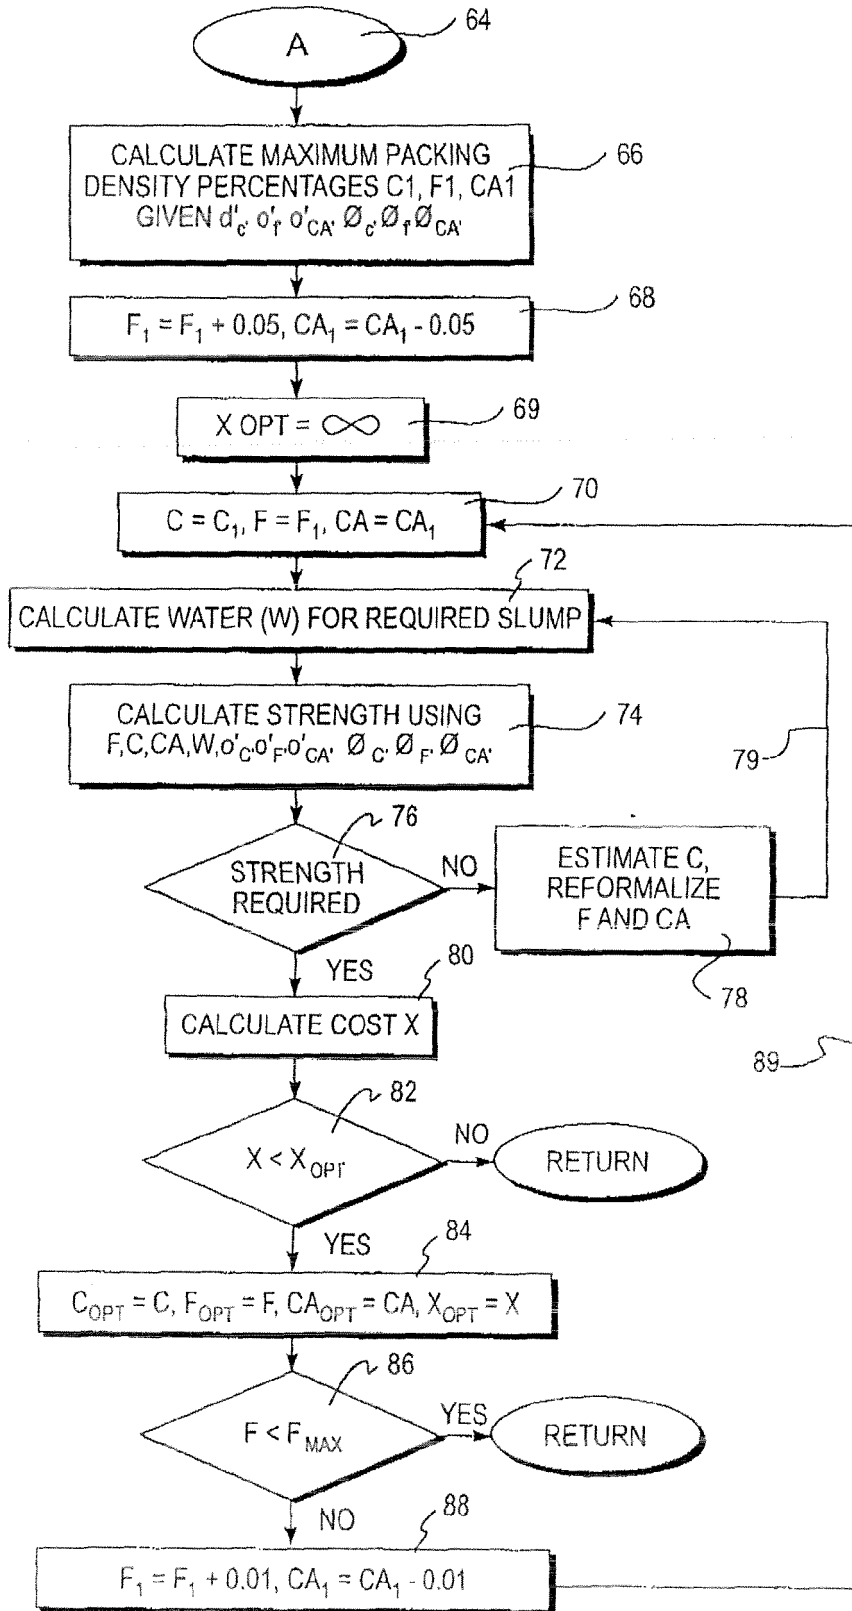 A
64
CALCULATE MAXIMUM PACKING
DENSITY PERCENTAGES C1, F1, CA1
GIVEN d'c, o'f, o'CA, Øc, Øf, ØCA,
66
F1 = F1 + 0.05, CA1 = CA1 - 0.05
68
X OPT = ∞
69
C = C1, F = F1, CA = CA1
70
CALCULATE WATER (W) FOR REQUIRED SLUMP
72
CALCULATE STRENGTH USING
F,C,CA,W,o'C,o'F,o'CA, ØC, ØF, ØCA,
74
79
STRENGTH
REQUIRED
76
NO
ESTIMATE C,
REFORMALIZE
F AND CA
78
YES
CALCULATE COST X
80
89
X < XOPT
82
NO
RETURN
YES
COPT = C, FOPT = F, CAOPT = CA, XOPT = X
84
F < FMAX
86
YES
RETURN
NO
F1 = F1 + 0.01, CA1 = CA1 - 0.01
88